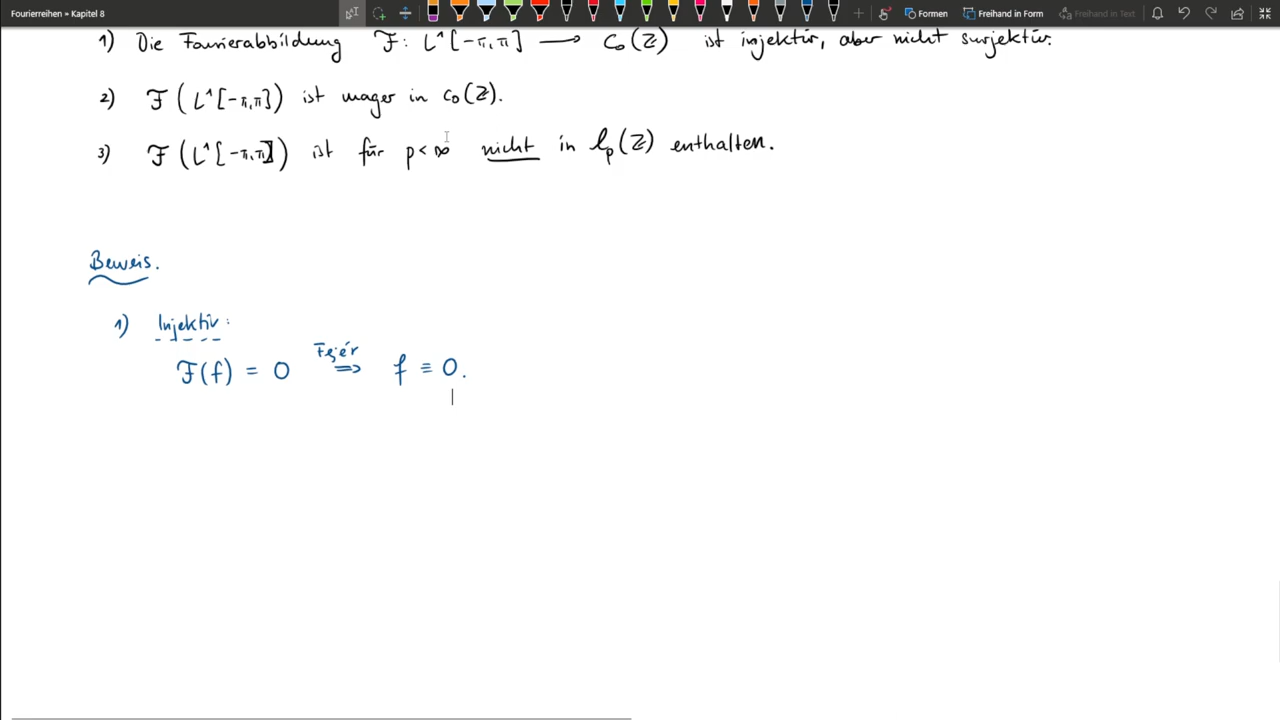 Fourierreihen » Kapitel 8
Formen Freihand in Form Freihand in Text
1) Die Fourierabbildung ℱ: L¹[-π,π] ⟶ C₀(ℤ) ist injektiv, aber nicht surjektiv.
2) ℱ(L¹[-π,π]) ist mager in c₀(ℤ).
3) ℱ(L¹[-π,π]) ist für p<∞ nicht in ℓₚ(ℤ) enthalten.
Beweis.
1) Injektiv:
ℱ(f) = 0 Fejér ⟹ f ≡ 0.